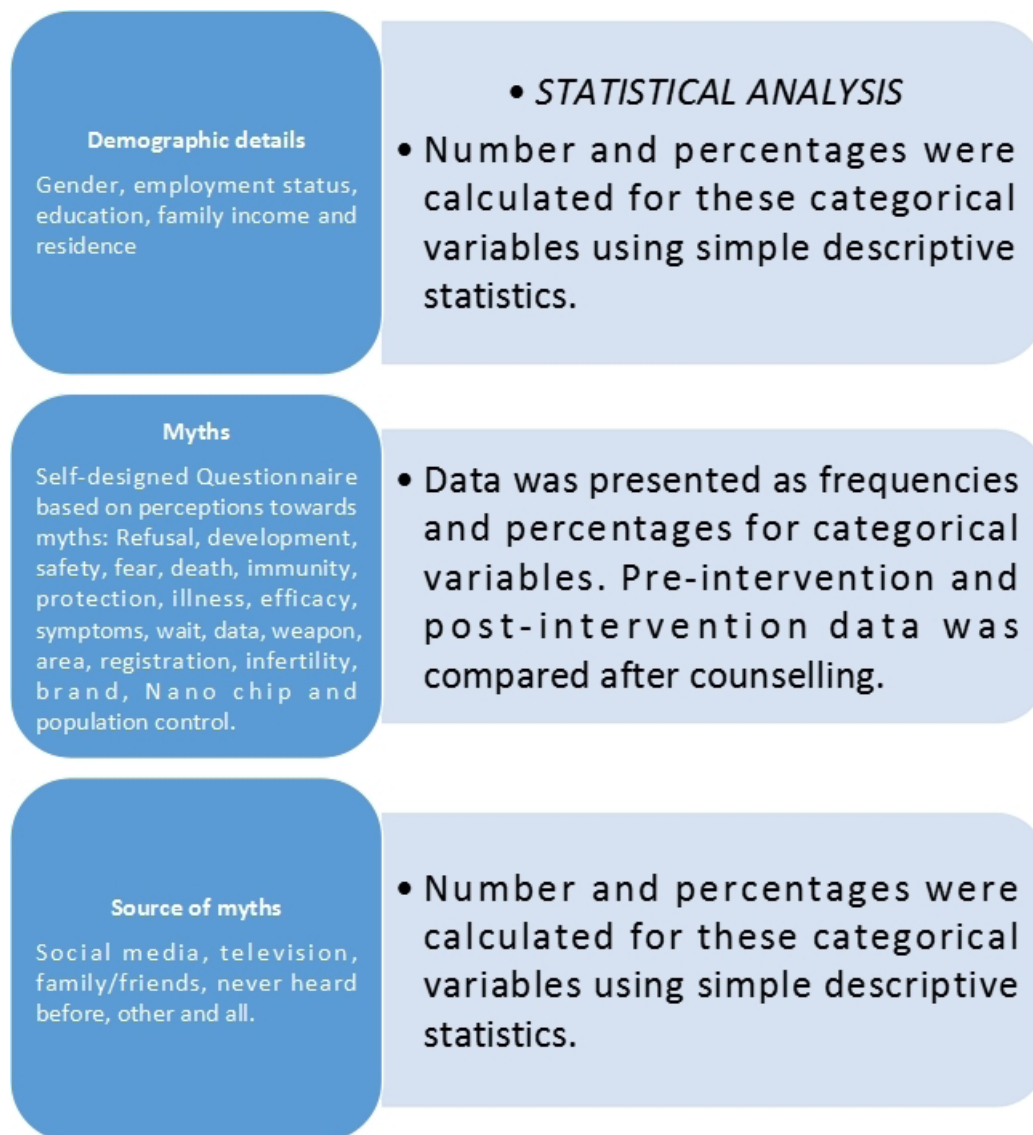 Demographic details
Gender, employment status,
education, family income and
residence
• STATISTICAL ANALYSIS
• Number and percentages were
calculated for these categorical
variables using simple descriptive
statistics.
Myths
Self-designed Questionnaire
based on perceptions towards
myths: Refusal, development,
safety, fear, death, immunity,
protection, illness, efficacy,
symptoms, wait, data, weapon,
area, registration, infertility,
brand, Nano chip and
population control.
• Data was presented as frequencies
and percentages for categorical
variables. Pre-intervention and
post-intervention data was
compared after counselling.
Source of myths
Social media, television,
family/friends, never heard
before, other and all.
• Number and percentages were
calculated for these categorical
variables using simple descriptive
statistics.